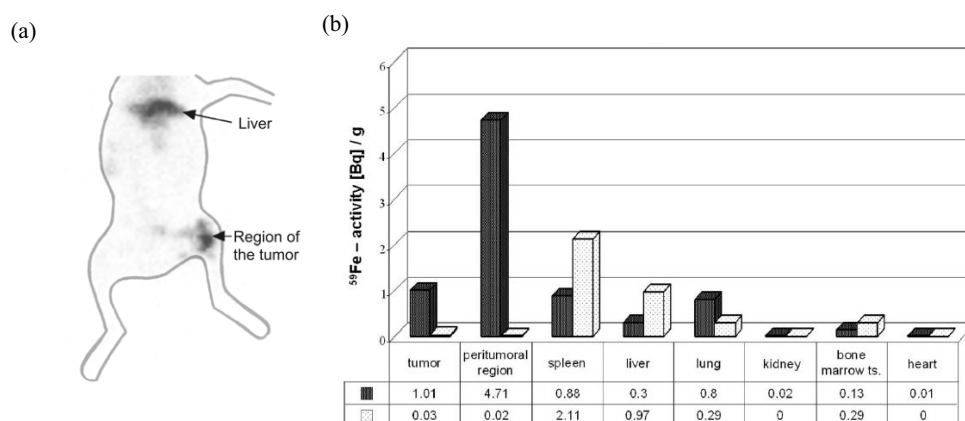 (a)
Liver
Region of
the tumor
(b)
⁵⁹Fe – activity [Bq] / g
6
5
4
3
2
1
0
tumor peritumoral region spleen liver lung kidney bone marrow ts. heart
1.01 4.71 0.88 0.3 0.8 0.02 0.13 0.01
0.03 0.02 2.11 0.97 0.29 0 0.29 0